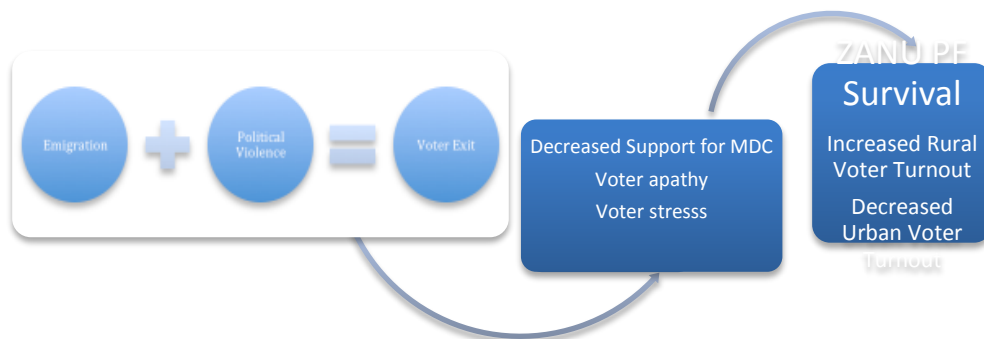 Emigration
Political
Violence
Voter Exit
Decreased Support for MDC
Voter apathy
Voter stresss
ZANU PF
Survival
Increased Rural
Voter Turnout
Decreased
Urban Voter
Turnout